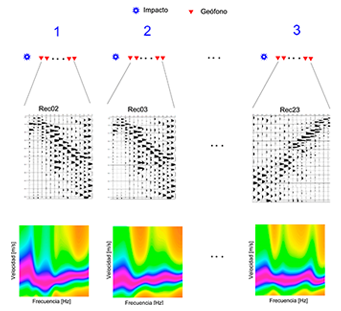 Impacto Geófono
1 2 3
Rec02 Rec03 Rec23
Velocidad [m/s] Velocidad [m/s] Velocidad [m/s]
Frecuencia [Hz] Frecuencia [Hz] Frecuencia [Hz]